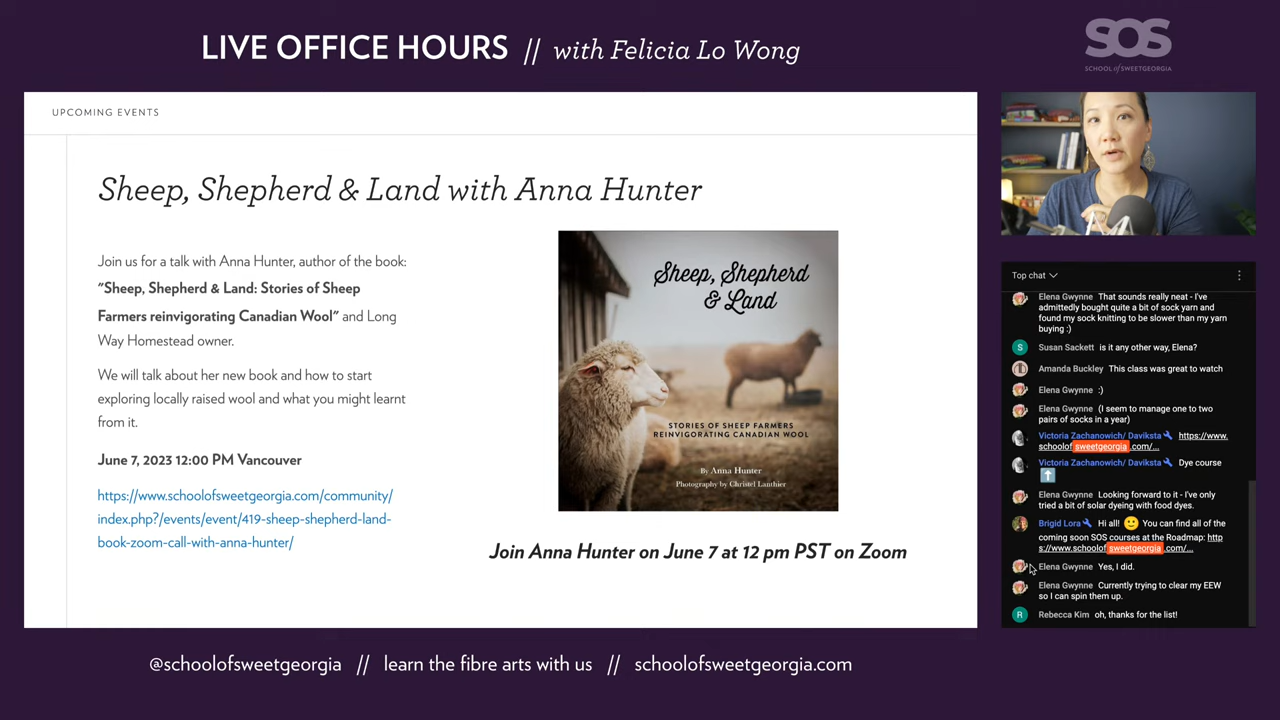 LIVE OFFICE HOURS // with Felicia Lo Wong
SOS
SCHOOL of SWEETGEORGIA
UPCOMING EVENTS
Sheep, Shepherd & Land with Anna Hunter
Join us for a talk with Anna Hunter, author of the book:
"Sheep, Shepherd & Land: Stories of Sheep
Farmers reinvigorating Canadian Wool" and Long
Way Homestead owner.
We will talk about her new book and how to start
exploring locally raised wool and what you might learnt
from it.
June 7, 2023 12:00 PM Vancouver
https://www.schoolofsweetgeorgia.com/community/
index.php?/events/event/419-sheep-shepherd-land-
book-zoom-call-with-anna-hunter/
Sheep, Shepherd
& Land
STORIES OF SHEEP FARMERS
REINVIGORATING CANADIAN WOOL
By Anna Hunter
Photography by Christel Lanthier
Join Anna Hunter on June 7 at 12 pm PST on Zoom
Top chat
Elena Gwynne That sounds really neat - I've
admittedly bought quite a bit of sock yarn and
found my sock knitting to be slower than my yarn
buying :)
S Susan Sackett is it any other way, Elena?
Amanda Buckley This class was great to watch
Elena Gwynne :)
Elena Gwynne (I seem to manage one to two
pairs of socks in a year)
Victoria Zachanowich/ Daviksta https://www.
schoolofsweetgeorgia.com/...
Victoria Zachanowich/ Daviksta Dye course
Elena Gwynne Looking forward to it - I've only
tried a bit of solar dyeing with food dyes.
Brigid Lora Hi all! You can find all of the
coming soon SOS courses at the Roadmap: http
s://www.schoolofsweetgeorgia.com/...
Elena Gwynne Yes, I did.
Elena Gwynne Currently trying to clear my EEW
so I can spin them up.
R Rebecca Kim oh, thanks for the list!
@schoolofsweetgeorgia // learn the fibre arts with us // schoolofsweetgeorgia.com